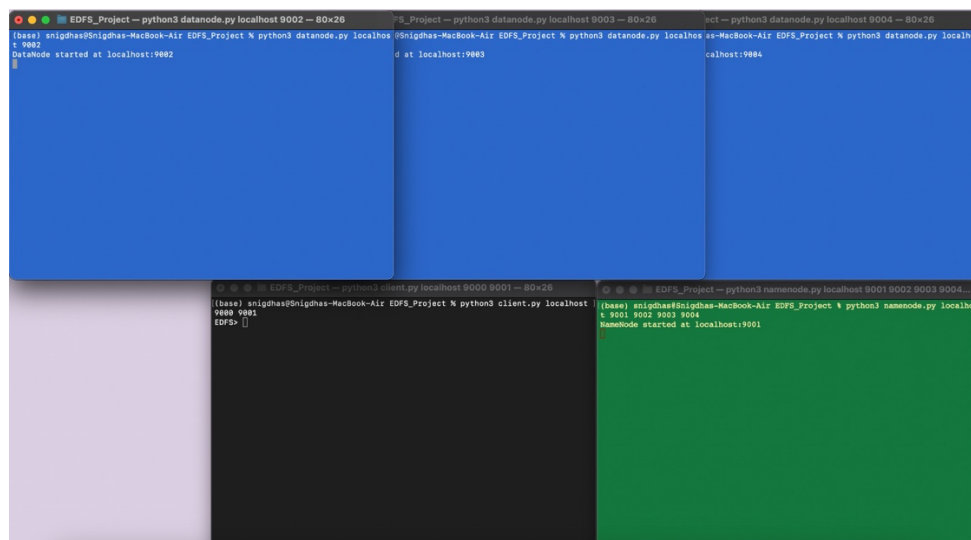 EDFS_Project — python3 datanode.py localhost 9002 — 80×26
(base) snigdhas@Snigdhas-MacBook-Air EDFS_Project % python3 datanode.py localhos
t 9002
DataNode started at localhost:9002
FS_Project — python3 datanode.py localhost 9003 — 80×26
@Snigdhas-MacBook-Air EDFS_Project % python3 datanode.py localhos
d at localhost:9003
ect — python3 datanode.py localhost 9004 — 80×26
as-MacBook-Air EDFS_Project % python3 datanode.py localh
calhost:9004
EDFS_Project — python3 client.py localhost 9000 9001 — 80×26
[(base) snigdhas@Snigdhas-MacBook-Air EDFS_Project % python3 client.py localhost ]
9000 9001
EDFS>
EDFS_Project — python3 namenode.py localhost 9001 9002 9003 9004...
(base) snigdhas@Snigdhas-MacBook-Air EDFS_Project % python3 namenode.py localho
t 9001 9002 9003 9004
NameNode started at localhost:9001